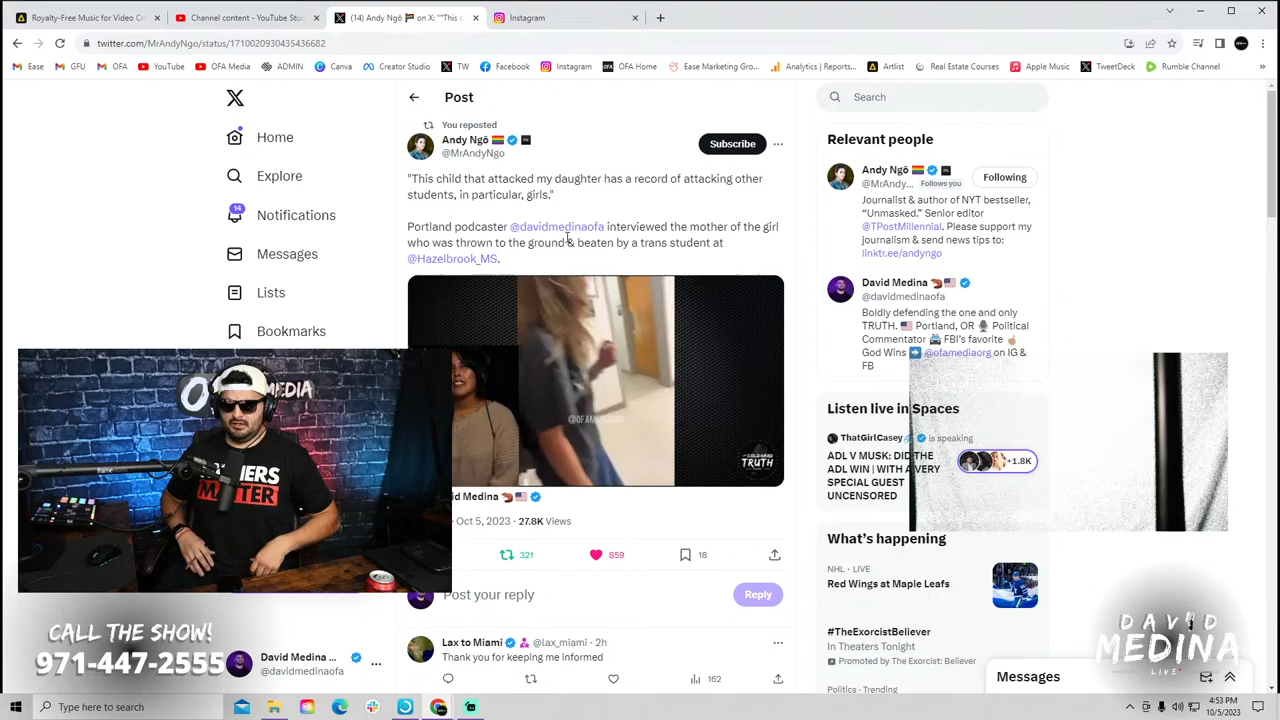 Royalty-Free Music for Video Cr
Channel content - YouTube Stu
(14) Andy Ngô on X: ""This c
Instagram
twitter.com/MrAndyNgo/status/1710020930435436682
Ease
GFU
OFA
YouTube
OFA Media
ADMIN
Canva
Creator Studio
TW
Facebook
Instagram
OFA Home
Ease Marketing Gro...
Analytics | Reports...
Artlist
Real Estate Courses
Apple Music
TweetDeck
Rumble Channel
Home
Explore
14
Notifications
Messages
Lists
Bookmarks
Post
You reposted
Andy Ngô
@MrAndyNgo
Subscribe
"This child that attacked my daughter has a record of attacking other
students, in particular, girls."
Portland podcaster @davidmedinaofa interviewed the mother of the girl
who was thrown to the ground & beaten by a trans student at
@Hazelbrook_MS.
@OFAMEDIAORG
TRUTH
id Medina
Oct 5, 2023 · 27.8K Views
321
859
18
Post your reply
Reply
Lax to Miami @lax_miami · 2h
Thank you for keeping me informed
162
Search
Relevant people
Andy Ngô
@MrAndy... Follows you
Following
Journalist & author of NYT bestseller,
"Unmasked." Senior editor
@TPostMillennial. Please support my
journalism & send news tips to:
linktr.ee/andyngo
David Medina
@davidmedinaofa
Boldly defending the one and only
TRUTH. Portland, OR Political
Commentator FBI's favorite
God Wins @ofamediaorg on IG &
FB
Listen live in Spaces
ThatGirlCasey is speaking
ADL V MUSK: DID THE
ADL WIN | WITH A VERY
SPECIAL GUEST
UNCENSORED
+1.8K
What's happening
NHL · LIVE
Red Wings at Maple Leafs
#TheExorcistBeliever
In Theaters Tonight
Promoted by The Exorcist: Believer
Politics · Trending
Messages
MEDIA
MATTER
CALL THE SHOW!
971-447-2555
David Medina ...
@davidmedinaofa
DAVID
MEDINA
LIVE
Type here to search
4:53 PM
10/5/2023